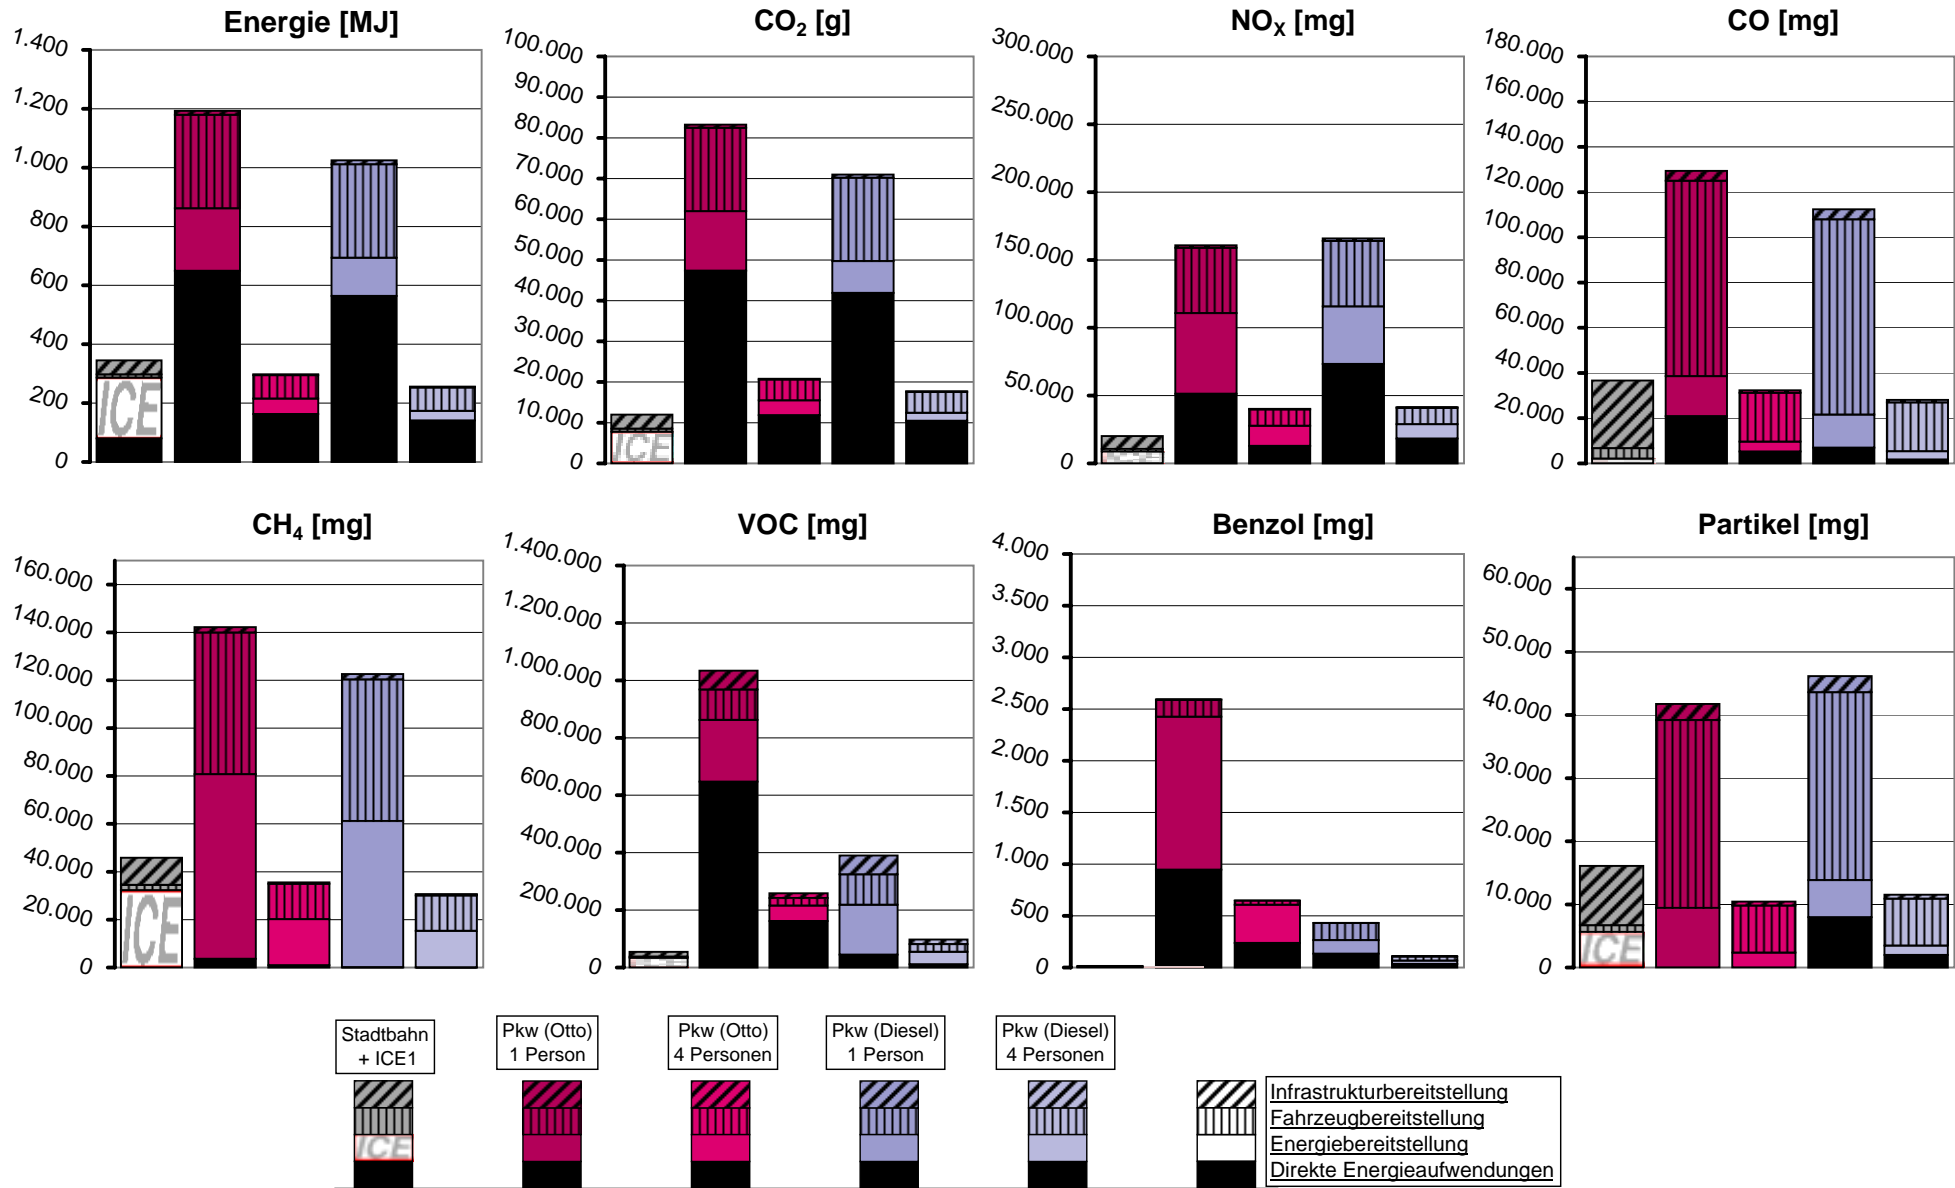 Energie [MJ]
1.400
1.200
1.000
800
600
400
200
0
ICE
CO2 [g]
100.000
90.000
80.000
70.000
60.000
50.000
40.000
30.000
20.000
10.000
0
ICE
NOX [mg]
300.000
250.000
200.000
150.000
100.000
50.000
0
CO [mg]
180.000
160.000
140.000
120.000
100.000
80.000
60.000
40.000
20.000
0
CH4 [mg]
160.000
140.000
120.000
100.000
80.000
60.000
40.000
20.000
0
ICE
VOC [mg]
1.400.000
1.200.000
1.000.000
800.000
600.000
400.000
200.000
0
Benzol [mg]
4.000
3.500
3.000
2.500
2.000
1.500
1.000
500
0
Partikel [mg]
60.000
50.000
40.000
30.000
20.000
10.000
0
ICE
Stadtbahn
+ ICE1
Pkw (Otto)
1 Person
Pkw (Otto)
4 Personen
Pkw (Diesel)
1 Person
Pkw (Diesel)
4 Personen
ICE
Infrastrukturbereitstellung
Fahrzeugbereitstellung
Energiebereitstellung
Direkte Energieaufwendungen